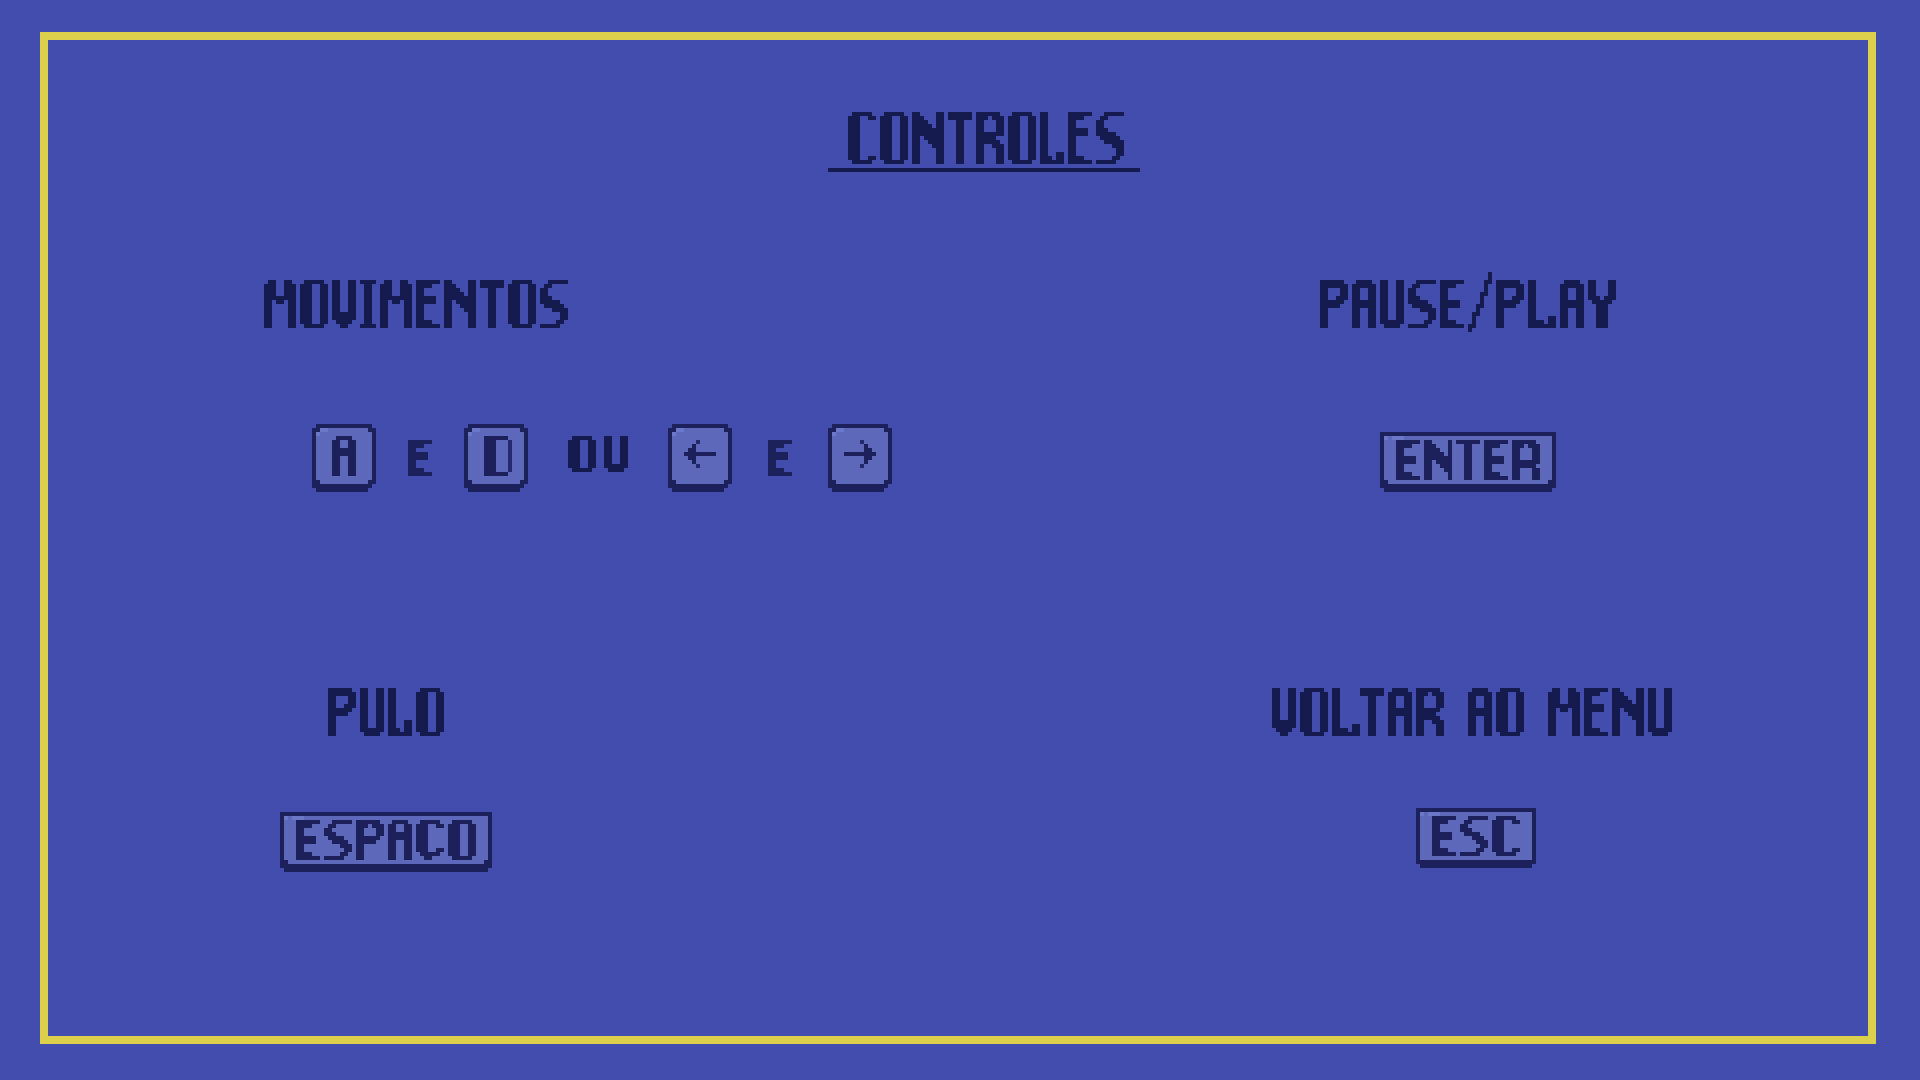 CONTROLES
MOVIMENTOS
PAUSE/PLAY
A E D OU ← E →
ENTER
PULO
VOLTAR AO MENU
ESPACO
ESC